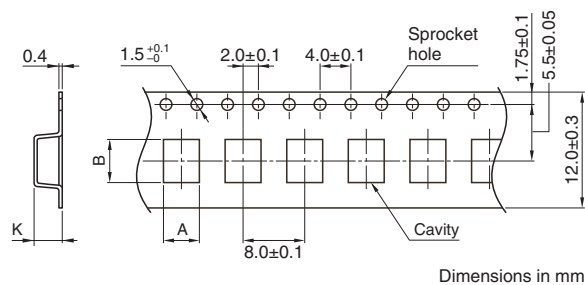 0.4
1.5 +0.1 −0
2.0±0.1
4.0±0.1
Sprocket
hole
1.75±0.1
5.5±0.05
12.0±0.3
B
K
A
8.0±0.1
Cavity
Dimensions in mm